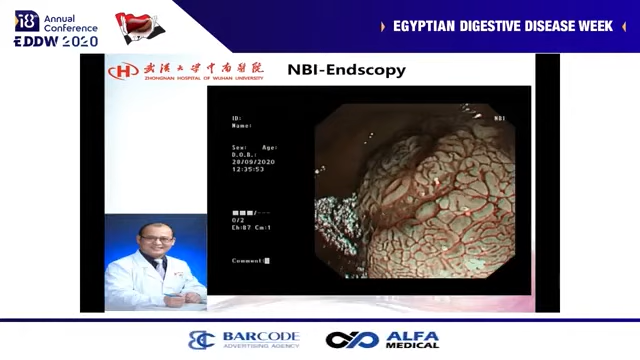 i8
Annual
Conference
EDDW 2020
EGYPTIAN DIGESTIVE DISEASE WEEK
武汉大学中南医院
ZHONGNAN HOSPITAL OF WUHAN UNIVERSITY
NBI-Endscopy
ID:
Name:
NBI
Sex: Age:
D.O.B.:
28/09/2020
12:35:53
0/2
Eh:B7 Cm:1
Comment:
BARCODE
ADVERTISING AGENCY
ALFA
MEDICAL